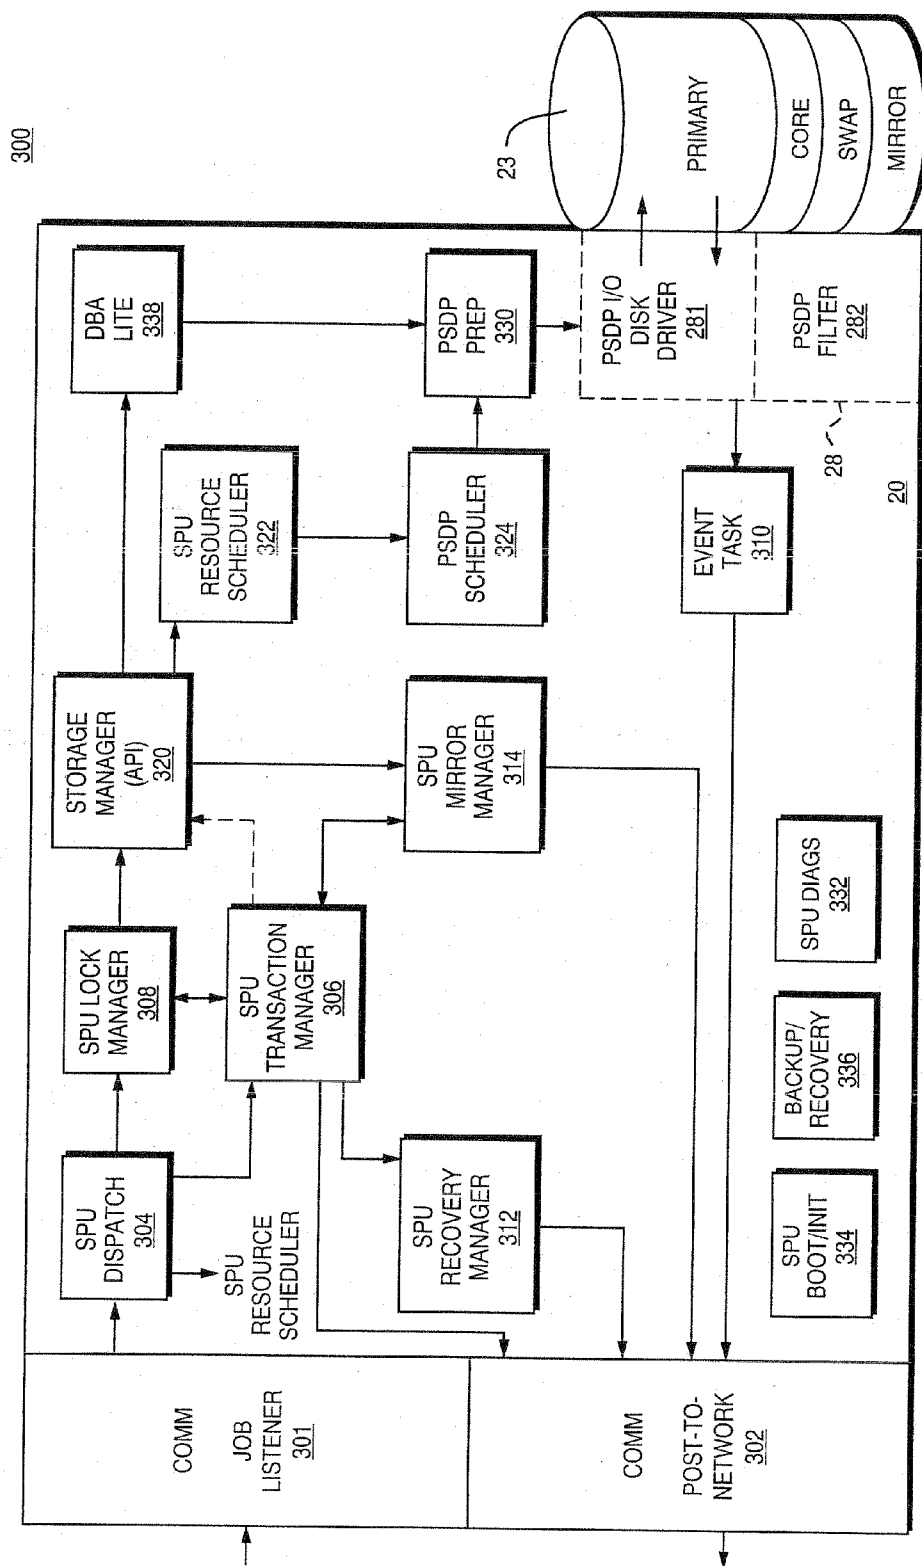 300
COMM
JOB
LISTENER
301
COMM
POST-TO-
NETWORK
302
SPU
DISPATCH
304
SPU
RESOURCE
SCHEDULER
SPU LOCK
MANAGER
308
SPU
TRANSACTION
MANAGER
306
SPU
RECOVERY
MANAGER
312
STORAGE
MANAGER
(API)
320
SPU
MIRROR
MANAGER
314
SPU
RESOURCE
SCHEDULER
322
DBA
LITE
338
PSDP
SCHEDULER
324
PSDP
PREP
330
PSDP I/O
DISK
DRIVER
281
PSDP
FILTER
282
28
EVENT
TASK
310
SPU
BOOT/INIT
334
BACKUP/
RECOVERY
336
SPU DIAGS
332
20
23
PRIMARY
CORE
SWAP
MIRROR